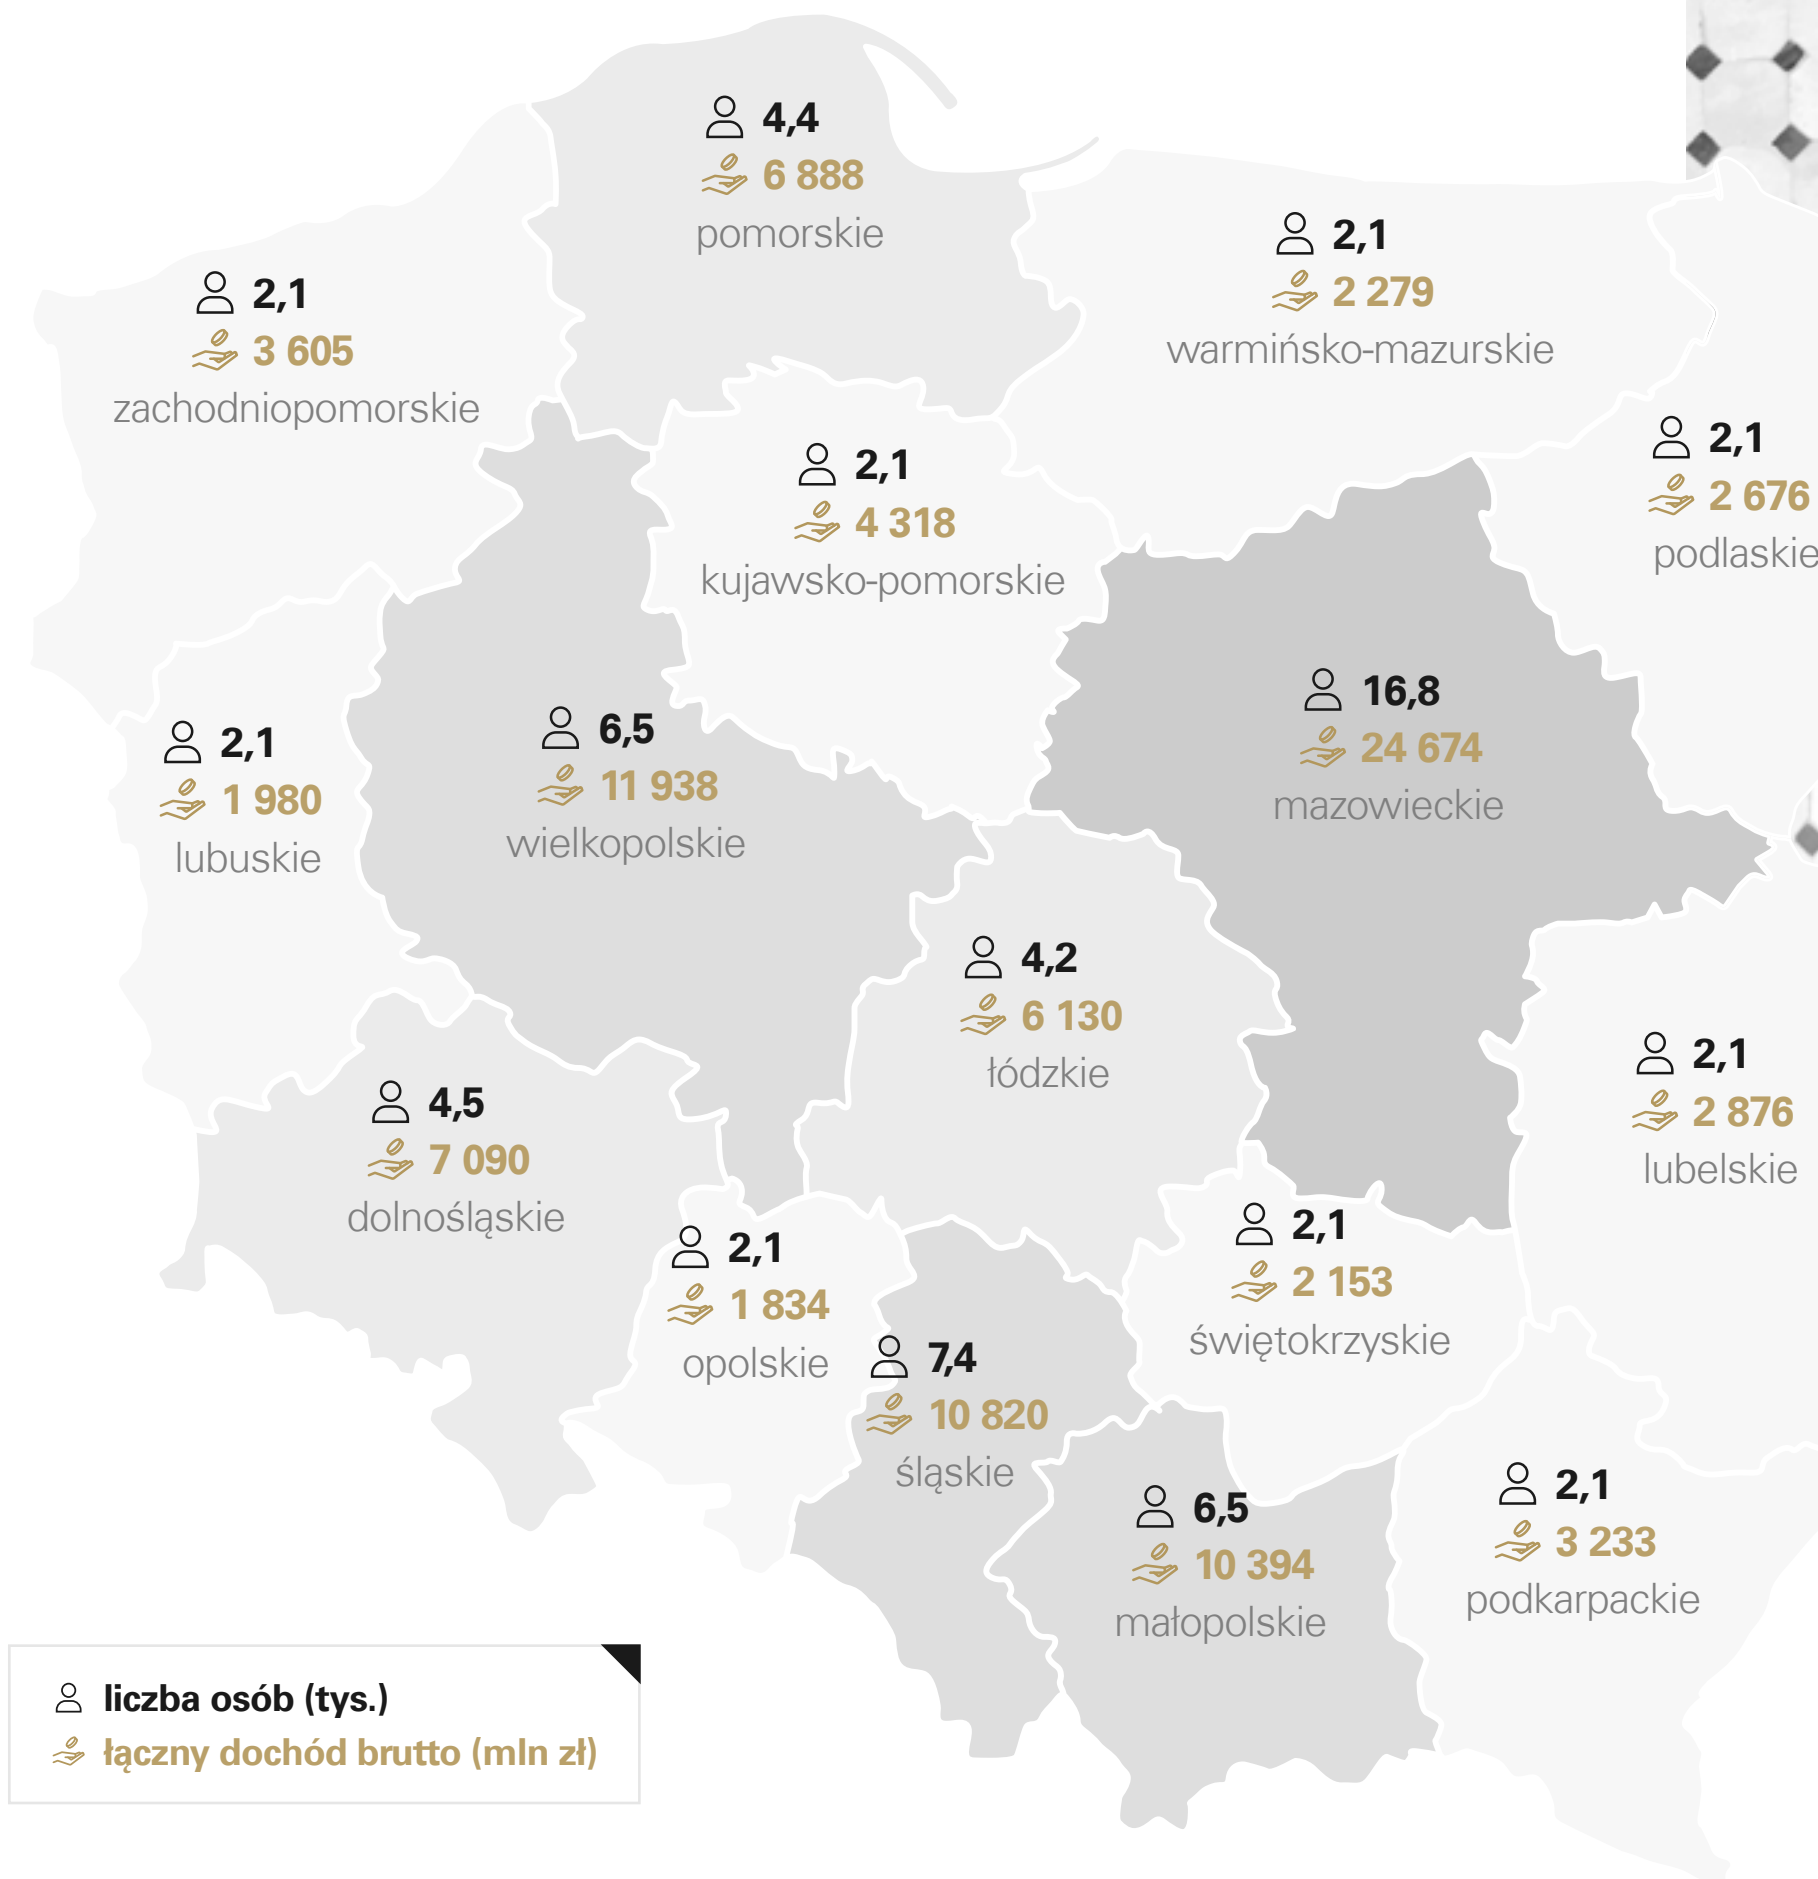 4,4
6 888
pomorskie
2,1
2 279
warmińsko-mazurskie
2,1
3 605
zachodniopomorskie
2,1
2 676
podlaskie
2,1
4 318
kujawsko-pomorskie
16,8
24 674
mazowieckie
2,1
1 980
lubuskie
6,5
11 938
wielkopolskie
4,2
6 130
łódzkie
2,1
2 876
lubelskie
4,5
7 090
dolnośląskie
2,1
1 834
opolskie
2,1
2 153
świętokrzyskie
7,4
10 820
śląskie
6,5
10 394
małopolskie
2,1
3 233
podkarpackie
liczba osób (tys.)
łączny dochód brutto (mln zł)